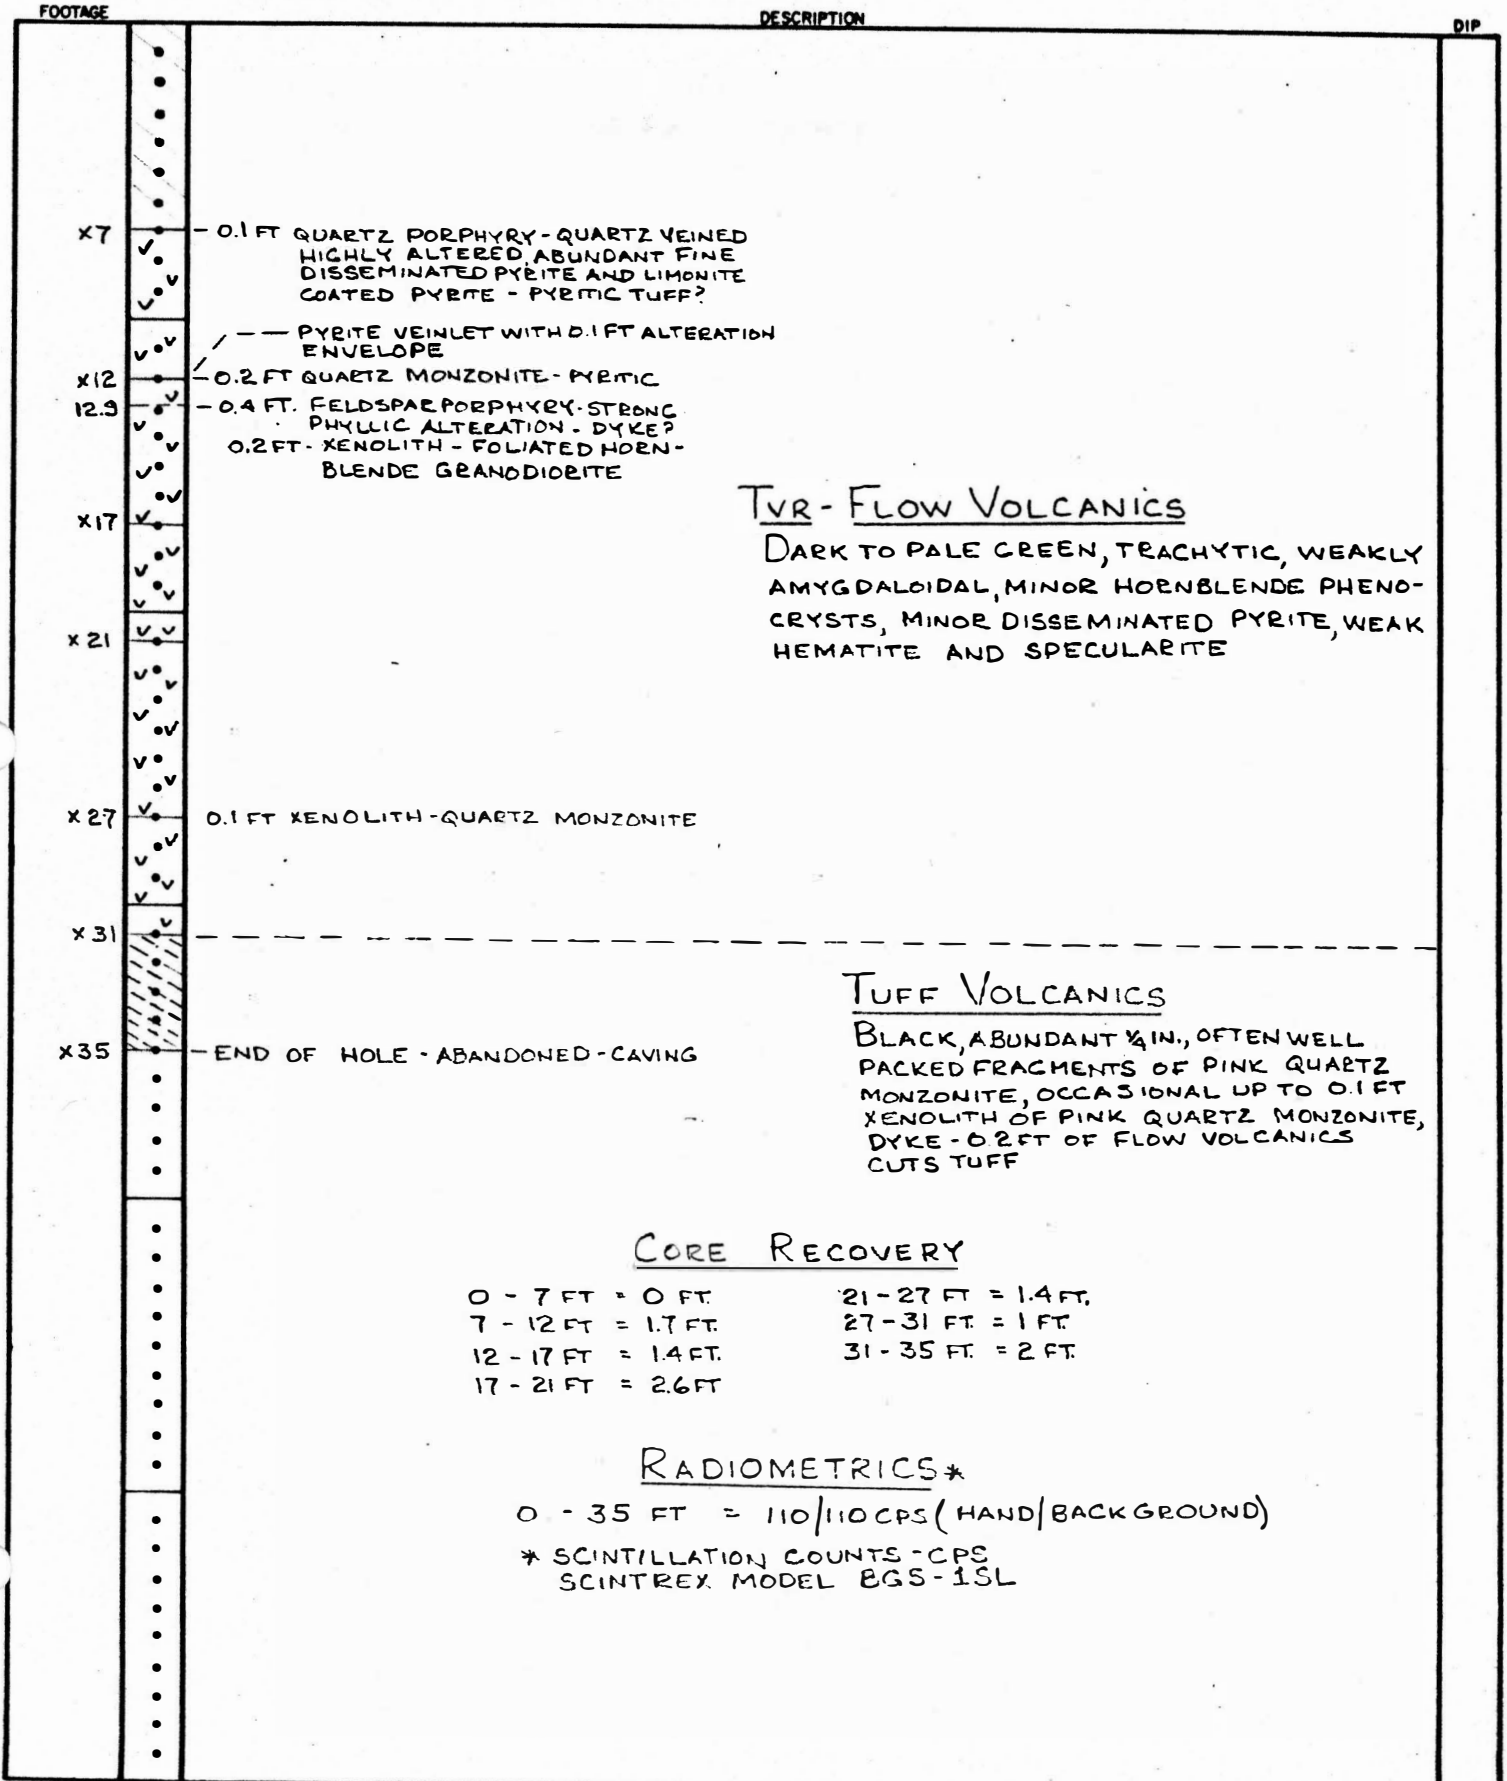 FOOTAGE
DESCRIPTION
DIP
x7
- 0.1 FT QUARTZ PORPHYRY - QUARTZ VEINED
HIGHLY ALTERED, ABUNDANT FINE
DISSEMINATED PYRITE AND LIMONITE
COATED PYRITE - PYRITIC TUFF?
PYRITE VEINLET WITH 0.1 FT ALTERATION
ENVELOPE
x12
- 0.2 FT QUARTZ MONZONITE - PYRITIC
12.9
- 0.4 FT. FELDSPAR PORPHYRY - STRONG
PHYLLIC ALTERATION - DYKE?
0.2 FT - XENOLITH - FOLIATED HORN-
BLENDE GRANODIORITE
x17
TVR - FLOW VOLCANICS
DARK TO PALE GREEN, TRACHYTIC, WEAKLY
AMYGDALOIDAL, MINOR HORNBLENDE PHENO-
CRYSTS, MINOR DISSEMINATED PYRITE, WEAK
HEMATITE AND SPECULARITE
x 21
x 27
0.1 FT XENOLITH - QUARTZ MONZONITE
x 31
TUFF VOLCANICS
BLACK, ABUNDANT 1/4 IN., OFTEN WELL
PACKED FRAGMENTS OF PINK QUARTZ
MONZONITE, OCCASIONAL UP TO 0.1 FT
XENOLITH OF PINK QUARTZ MONZONITE,
DYKE - 0.2 FT OF FLOW VOLCANICS
CUTS TUFF
x35
- END OF HOLE - ABANDONED - CAVING
CORE RECOVERY
0 - 7 FT = 0 FT.
7 - 12 FT = 1.7 FT.
12 - 17 FT = 1.4 FT.
17 - 21 FT = 2.6 FT
21 - 27 FT = 1.4 FT.
27 - 31 FT. = 1 FT.
31 - 35 FT. = 2 FT.
RADIOMETRICS *
0 - 35 FT = 110/110 CPS (HAND/BACKGROUND)
* SCINTILLATION COUNTS - CPS
SCINTREX MODEL BGS-1SL